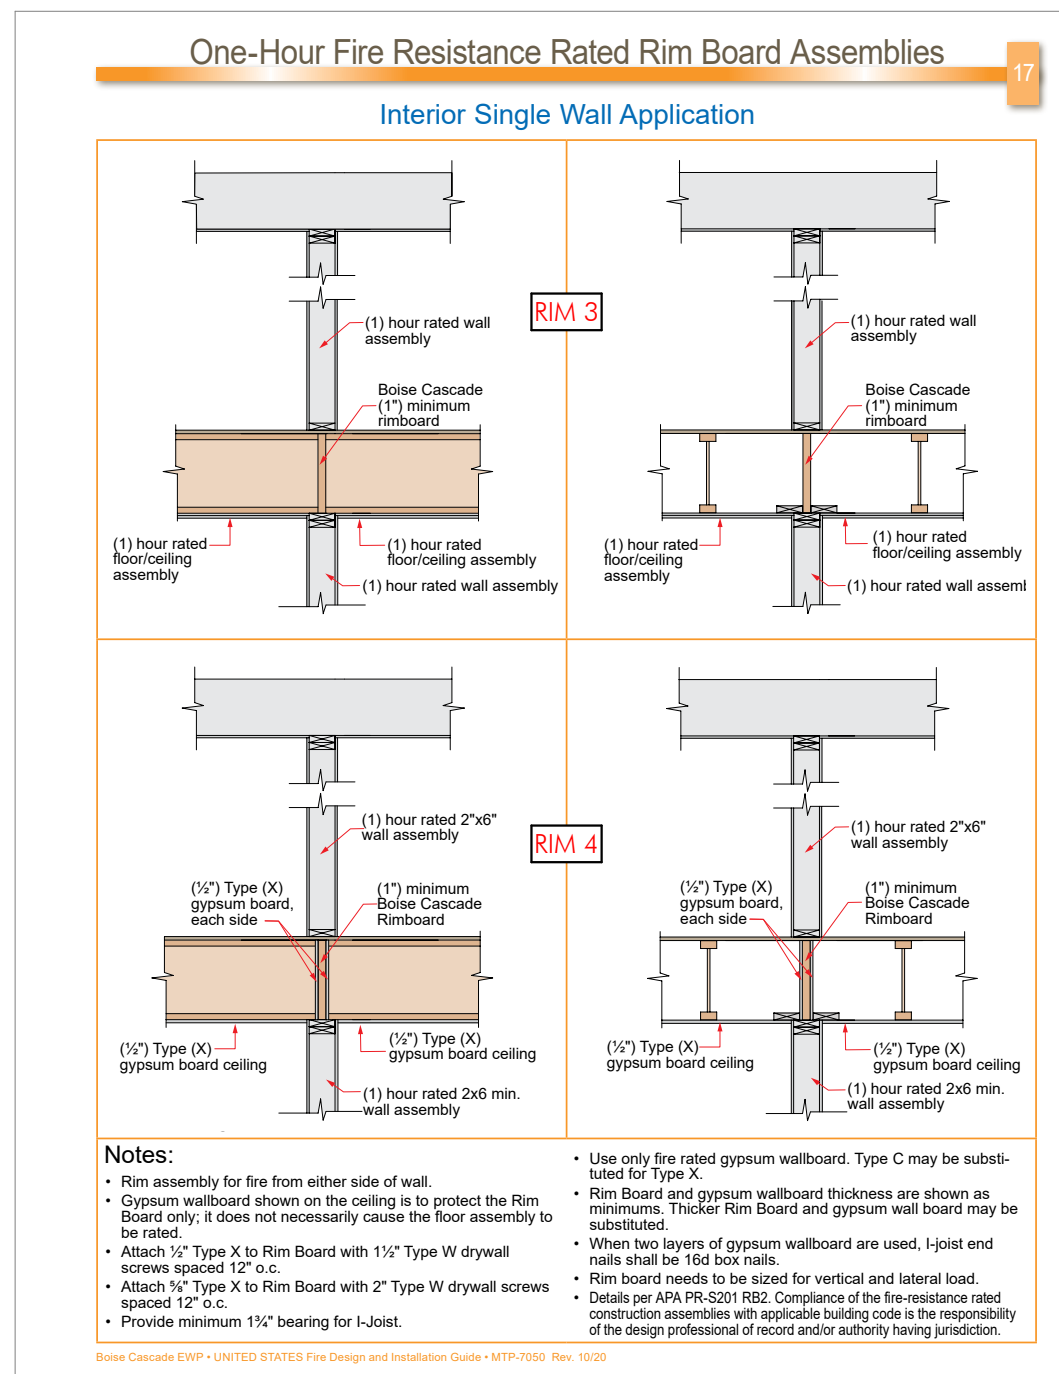 One-Hour Fire Resistance Rated Rim Board Assemblies
17
Interior Single Wall Application
(1) hour rated wall
assembly
Boise Cascade
(1") minimum
rimboard
(1) hour rated
floor/ceiling
assembly
(1) hour rated
floor/ceiling assembly
(1) hour rated wall assembly
RIM 3
(1) hour rated wall
assembly
Boise Cascade
(1") minimum
rimboard
(1) hour rated
floor/ceiling
assembly
(1) hour rated
floor/ceiling assembly
(1) hour rated wall assemb
(1) hour rated 2"x6"
wall assembly
(½") Type (X)
gypsum board,
each side
(1") minimum
Boise Cascade
Rimboard
(½") Type (X)
gypsum board ceiling
(½") Type (X)
gypsum board ceiling
(1) hour rated 2x6 min.
wall assembly
RIM 4
(1) hour rated 2"x6"
wall assembly
(½") Type (X)
gypsum board,
each side
(1") minimum
Boise Cascade
Rimboard
(½") Type (X)
gypsum board ceiling
(½") Type (X)
gypsum board ceiling
(1) hour rated 2x6 min.
wall assembly
Notes:
• Rim assembly for fire from either side of wall.
• Gypsum wallboard shown on the ceiling is to protect the Rim
Board only; it does not necessarily cause the floor assembly to
be rated.
• Attach ½" Type X to Rim Board with 1½" Type W drywall
screws spaced 12" o.c.
• Attach ⅝" Type X to Rim Board with 2" Type W drywall screws
spaced 12" o.c.
• Provide minimum 1¾" bearing for I-Joist.
• Use only fire rated gypsum wallboard. Type C may be substi-
tuted for Type X.
• Rim Board and gypsum wallboard thickness are shown as
minimums. Thicker Rim Board and gypsum wall board may be
substituted.
• When two layers of gypsum wallboard are used, I-joist end
nails shall be 16d box nails.
• Rim board needs to be sized for vertical and lateral load.
• Details per APA PR-S201 RB2. Compliance of the fire-resistance rated
construction assemblies with applicable building code is the responsibility
of the design professional of record and/or authority having jurisdiction.
Boise Cascade EWP • UNITED STATES Fire Design and Installation Guide • MTP-7050 Rev. 10/20